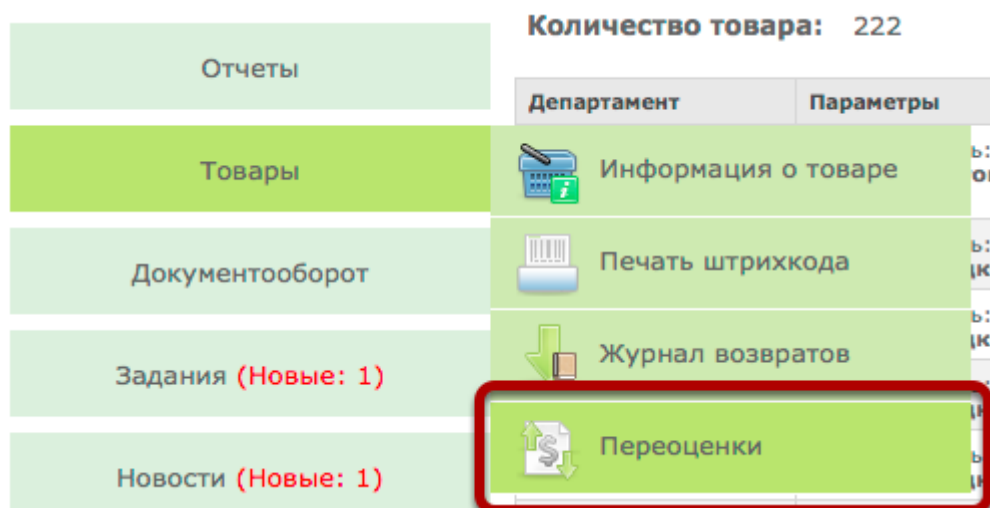 Количество товара: 222
Департамент Параметры
Отчеты
Товары
Документооборот
Задания (Новые: 1)
Новости (Новые: 1)
Информация о товаре
Печать штрихкода
Журнал возвратов
Переоценки